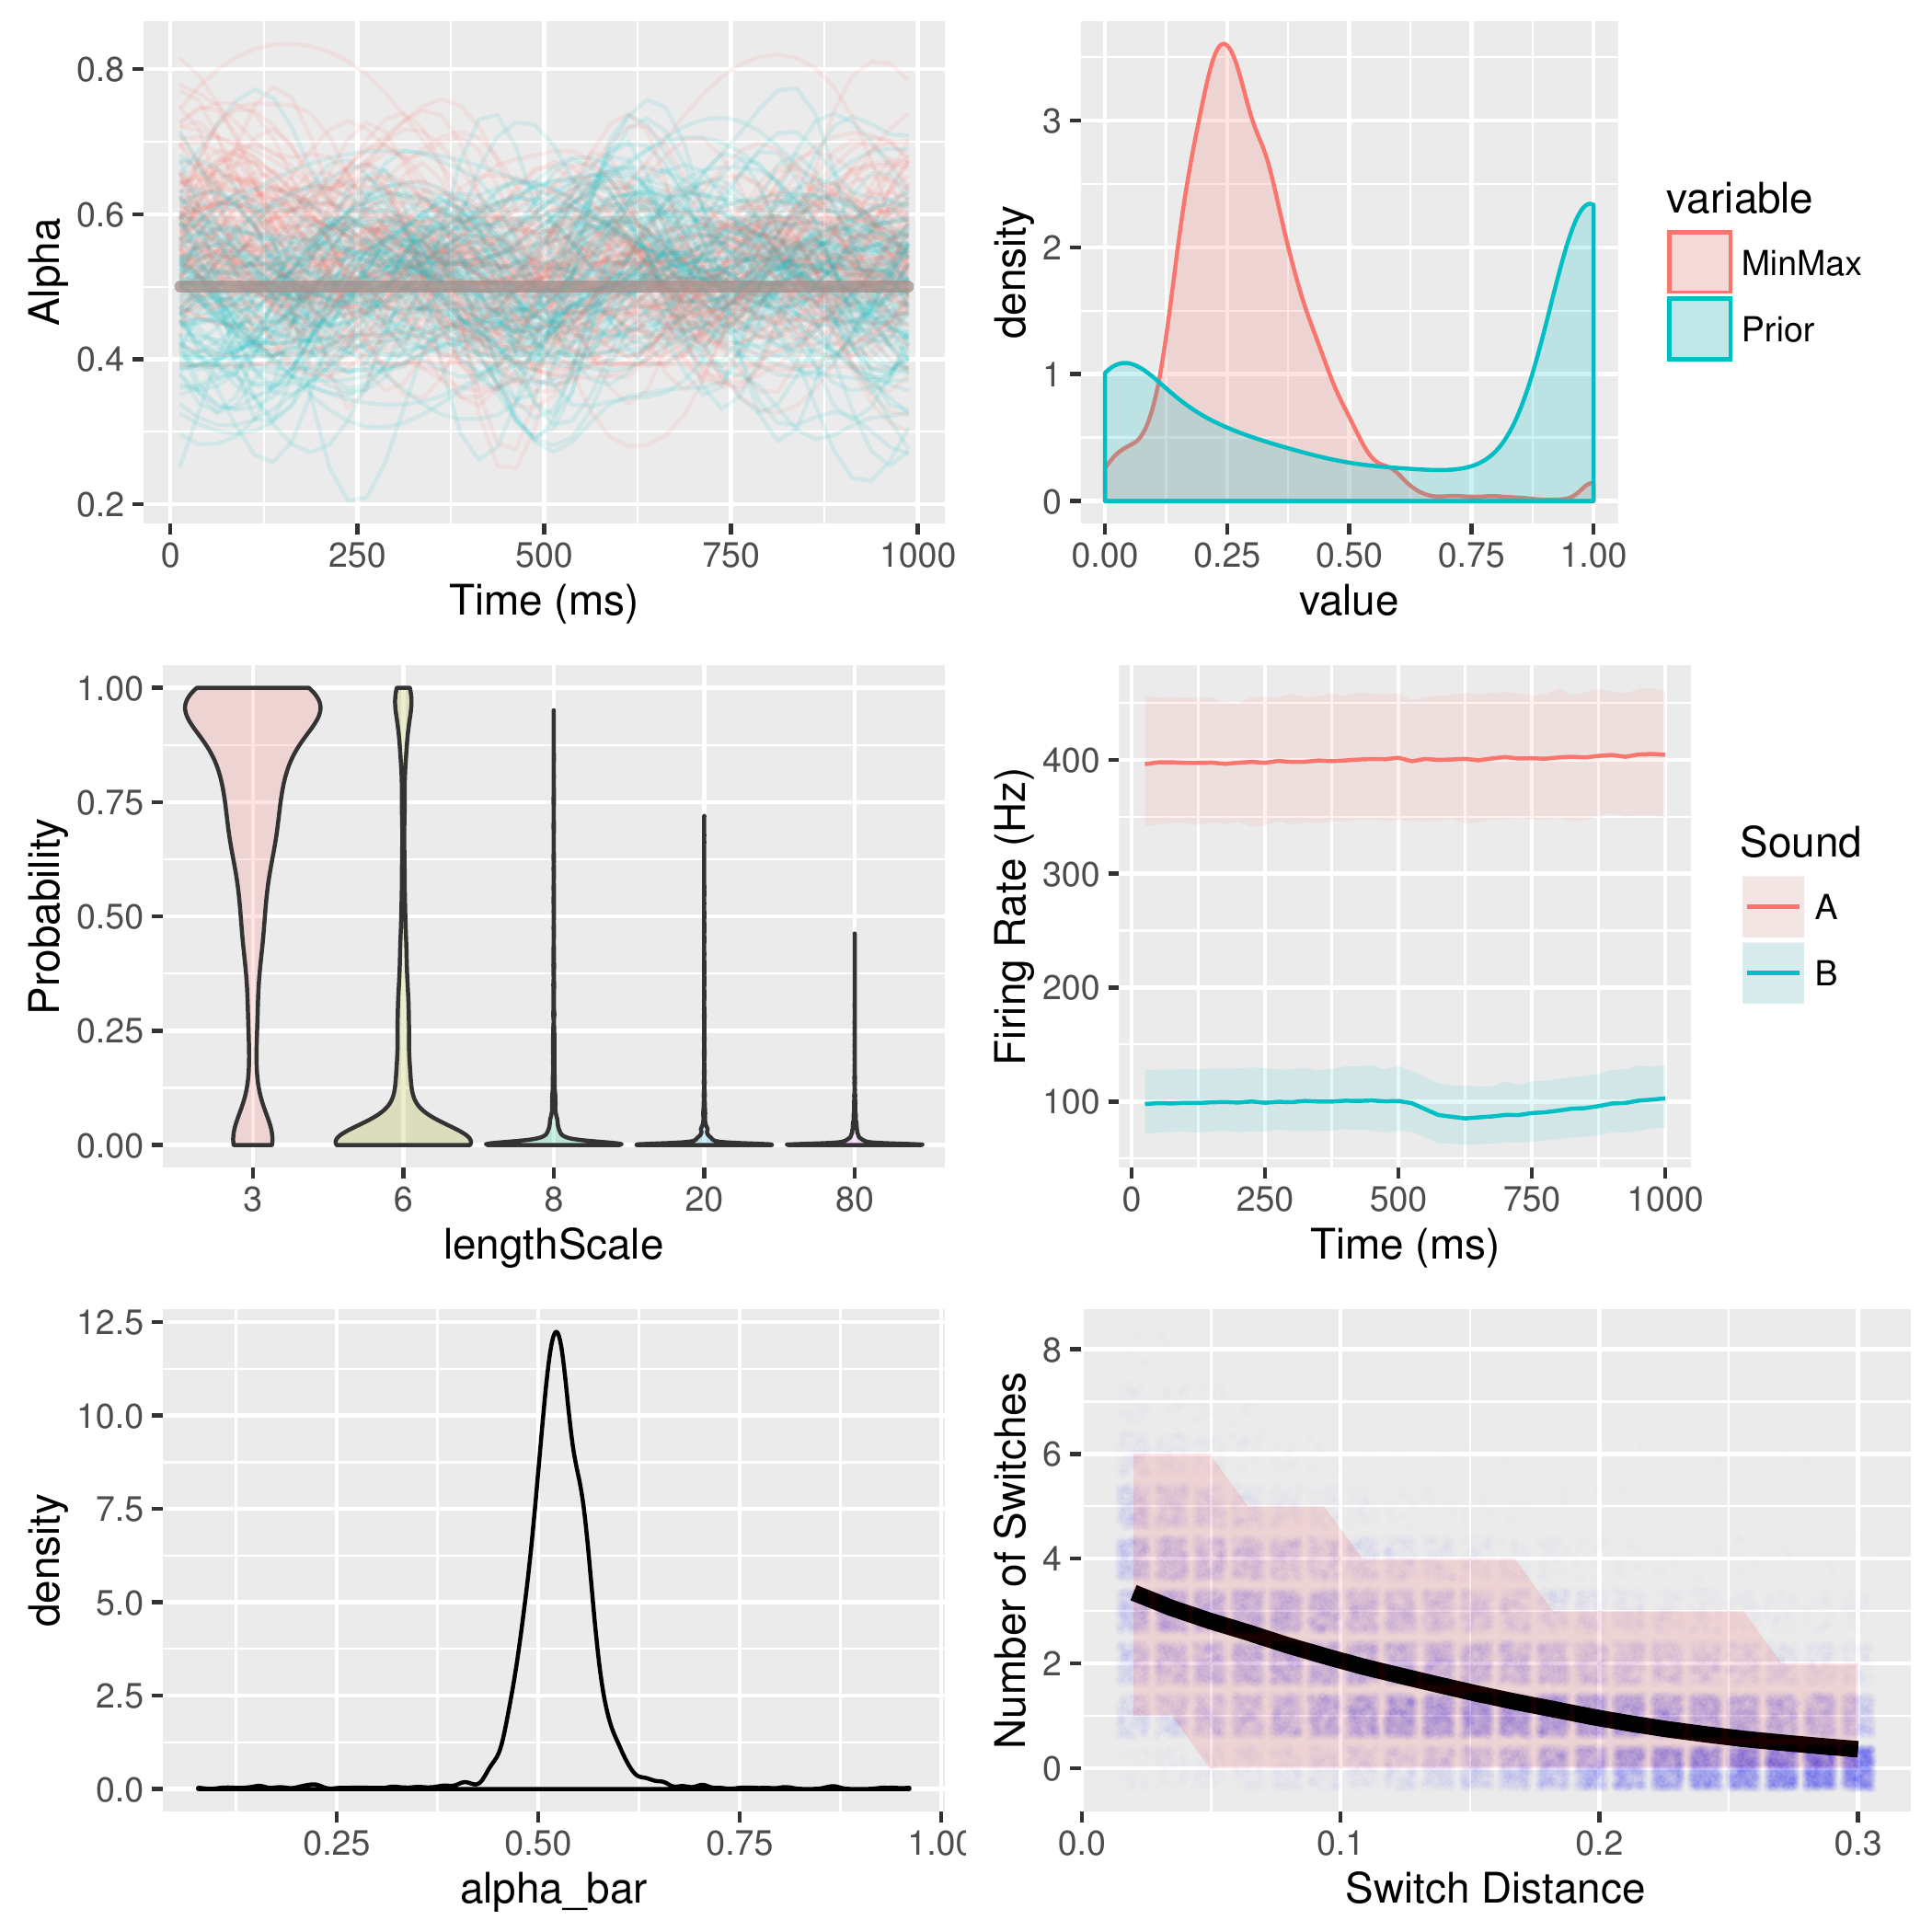 0.8
0.6
0.4
0.2
Alpha
0 250 500 750 1000
Time (ms)
3
2
1
0
density
0.00 0.25 0.50 0.75 1.00
value
variable
MinMax
Prior
1.00
0.75
0.50
0.25
0.00
Probability
3 6 8 20 80
lengthScale
400
300
200
100
Firing Rate (Hz)
0 250 500 750 1000
Time (ms)
Sound
A
B
12.5
10.0
7.5
5.0
2.5
0.0
density
0.25 0.50 0.75 1.00
alpha_bar
8
6
4
2
0
Number of Switches
0.0 0.1 0.2 0.3
Switch Distance